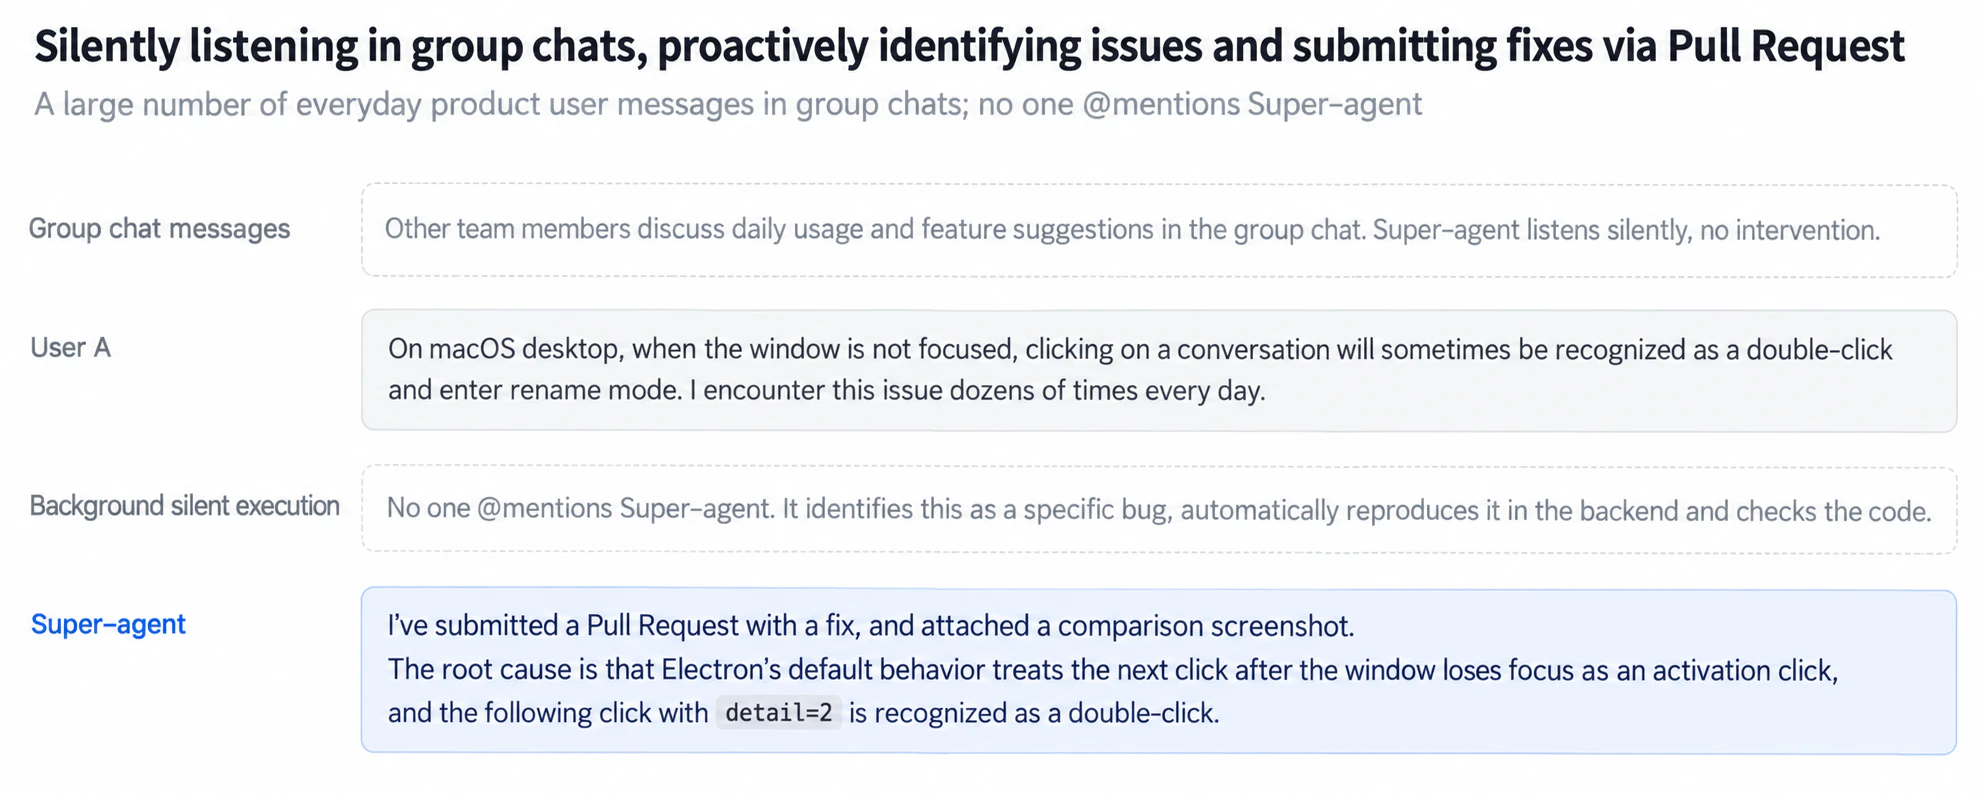 Silently listening in group chats, proactively identifying issues and submitting fixes via Pull Request
A large number of everyday product user messages in group chats; no one @mentions Super-agent
Group chat messages
Other team members discuss daily usage and feature suggestions in the group chat. Super-agent listens silently, no intervention.
User A
On macOS desktop, when the window is not focused, clicking on a conversation will sometimes be recognized as a double-click
and enter rename mode. I encounter this issue dozens of times every day.
Background silent execution
No one @mentions Super-agent. It identifies this as a specific bug, automatically reproduces it in the backend and checks the code.
Super-agent
I've submitted a Pull Request with a fix, and attached a comparison screenshot.
The root cause is that Electron's default behavior treats the next click after the window loses focus as an activation click,
and the following click with detail=2 is recognized as a double-click.